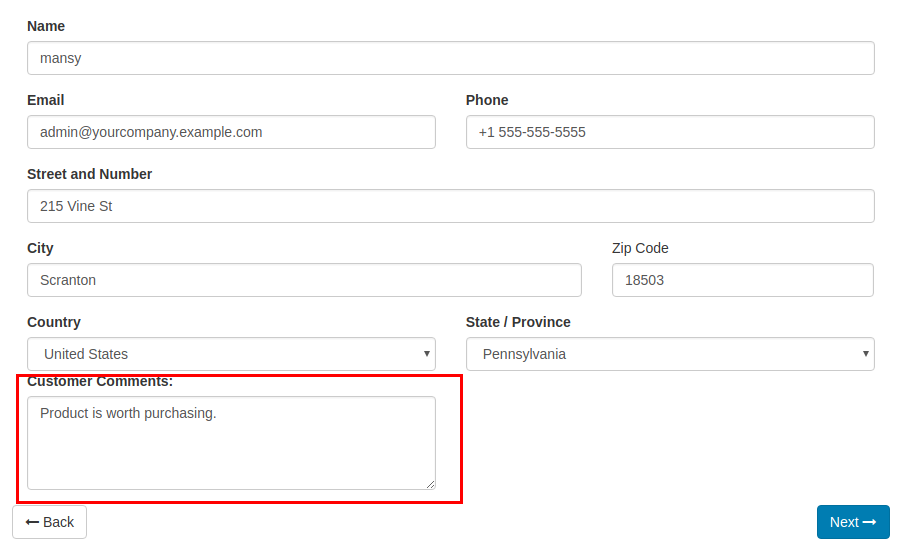 Name
mansy
Email
Phone
admin@yourcompany.example.com
+1 555-555-5555
Street and Number
215 Vine St
City
Zip Code
Scranton
18503
Country
State / Province
United States
Pennsylvania
Customer Comments:
Product is worth purchasing.
Back
Next